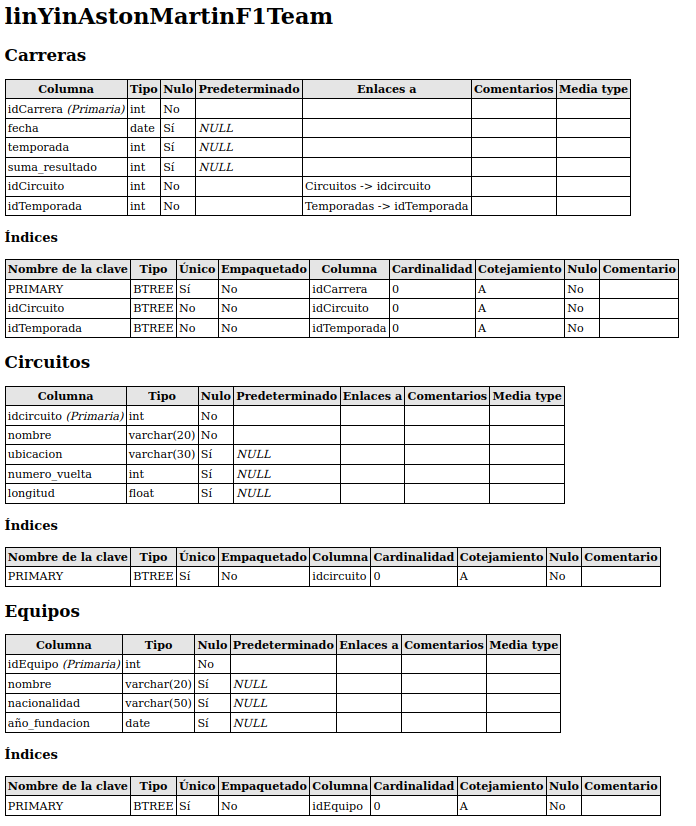 linYinAstonMartinF1Team
Carreras
Columna Tipo Nulo Predeterminado Enlaces a Comentarios Media type
idCarrera (Primaria) int No
fecha date Sí NULL
temporada int Sí NULL
suma_resultado int Sí NULL
idCircuito int No Circuitos -> idcircuito
idTemporada int No Temporadas -> idTemporada
Índices
Nombre de la clave Tipo Único Empaquetado Columna Cardinalidad Cotejamiento Nulo Comentario
PRIMARY BTREE Sí No idCarrera 0 A No
idCircuito BTREE No No idCircuito 0 A No
idTemporada BTREE No No idTemporada 0 A No
Circuitos
Columna Tipo Nulo Predeterminado Enlaces a Comentarios Media type
idcircuito (Primaria) int No
nombre varchar(20) No
ubicacion varchar(30) Sí NULL
numero_vuelta int Sí NULL
longitud float Sí NULL
Índices
Nombre de la clave Tipo Único Empaquetado Columna Cardinalidad Cotejamiento Nulo Comentario
PRIMARY BTREE Sí No idcircuito 0 A No
Equipos
Columna Tipo Nulo Predeterminado Enlaces a Comentarios Media type
idEquipo (Primaria) int No
nombre varchar(20) Sí NULL
nacionalidad varchar(50) Sí NULL
año_fundacion date Sí NULL
Índices
Nombre de la clave Tipo Único Empaquetado Columna Cardinalidad Cotejamiento Nulo Comentario
PRIMARY BTREE Sí No idEquipo 0 A No